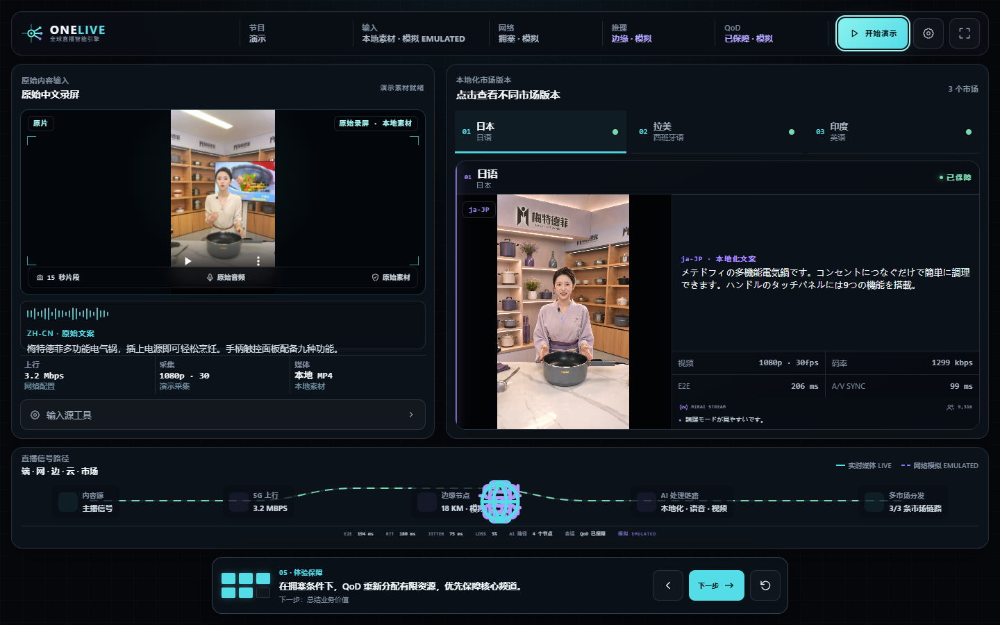 ONELIVE
全球直播智能引擎
节目
演示
输入
本地素材 · 模拟 EMULATED
网络
拥塞 · 模拟
推理
边缘 · 模拟
QoD
已保障 · 模拟
开始演示
原始内容输入
原始中文录屏
演示素材就绪
原片
原始录屏 · 本地素材
15 秒片段
原始音频
原始素材
ZH-CN · 原始文案
梅特德菲多功能电气锅，插上电源即可轻松烹饪。手柄触控面板配备九种功能。
上行
3.2 Mbps
网络配置
采集
1080p · 30
演示采集
媒体
本地 MP4
本地素材
输入源工具
本地化市场版本
点击查看不同市场版本
3 个市场
01 日本
日语
02 拉美
西班牙语
03 印度
英语
01 日语
日本
已保障
ja-JP
梅特德菲
ja-JP · 本地化文案
メテドフィの多機能電気鍋です。コンセントにつなぐだけで簡単に調理
できます。ハンドルのタッチパネルには9つの機能を搭載。
视频 1080p · 30fps
码率 1299 kbps
E2E 206 ms
A/V SYNC 99 ms
MIRAI STREAM
9,316
調理モードが見やすいです。
直播信号路径
端 · 网 · 边 · 云 · 市场
实时媒体 LIVE
网络模拟 EMULATED
内容源
主播信号
5G 上行
3.2 MBPS
边缘节点
18 KM · 模
AI 处理链路
本地化 · 语音 · 视频
多市场分发
3/3 条市场链路
E2E 194 ms RTT 180 ms JITTER 75 ms LOSS 3% AI 路径 4 个节点 会话 QoD 已保障 模拟 EMULATED
05 · 体验保障
在拥塞条件下，QoD 重新分配有限资源，优先保障核心频道。
下一步：总结业务价值
下一步